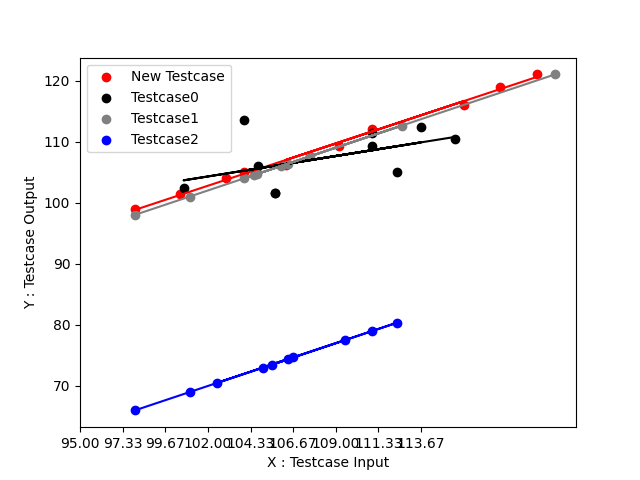 New Testcase
Testcase0
Testcase1
Testcase2
120
110
100
90
80
70
Y : Testcase Output
95.00 97.33 99.67 102.00 104.33 106.67 109.00 111.33 113.67
X : Testcase Input